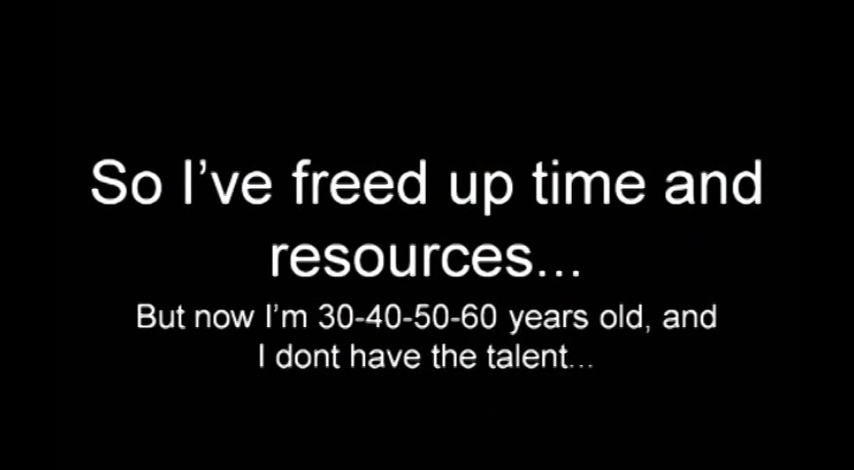 So I’ve freed up time and
resources...
But now I’m 30-40-50-60 years old, and
I dont have the talent...